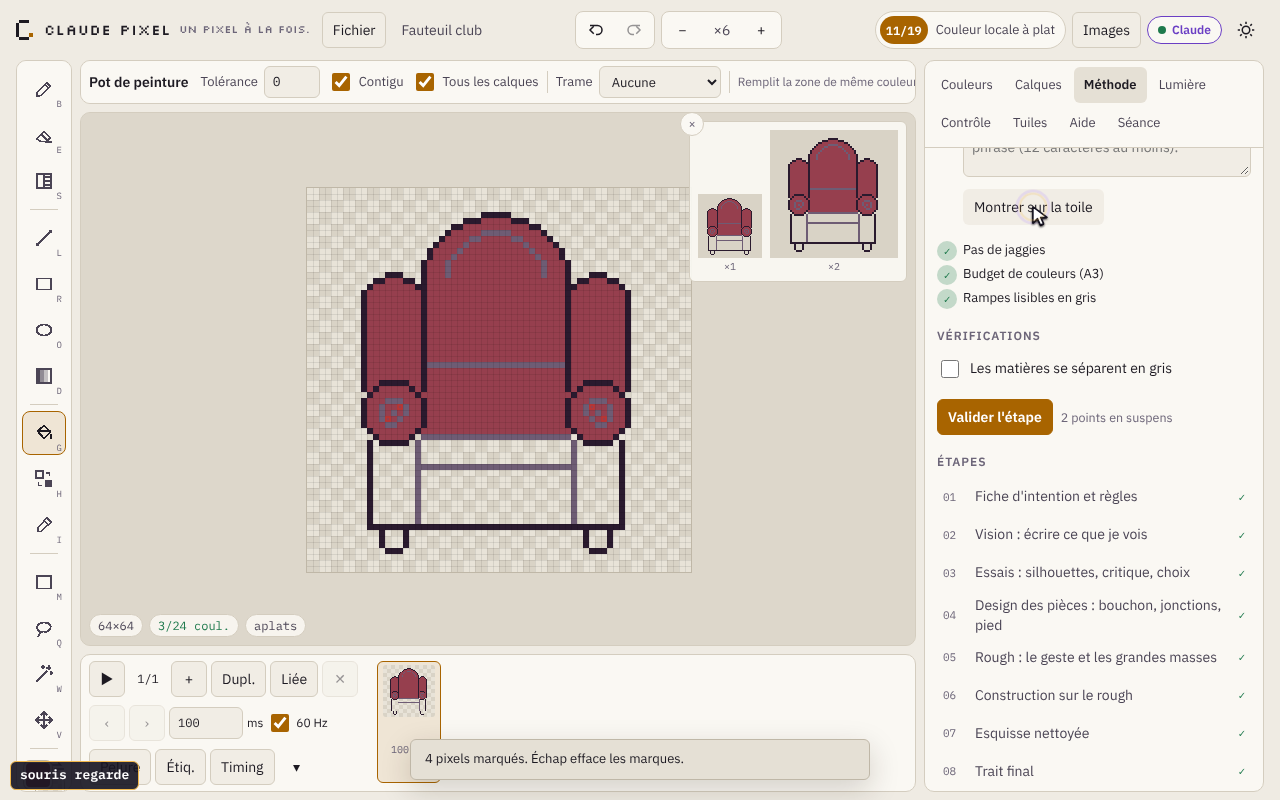 CLAUDE PIXEL UN PIXEL À LA FOIS.
Fichier
Fauteuil club
− ×6 +
11/19 Couleur locale à plat
Images
Claude
Pot de peinture Tolérance 0 Contigu Tous les calques Trame Aucune Remplit la zone de même couleur
B
E
S
L
R
O
D
G
H
I
M
Q
W
V
×
×1 ×2
64×64 3/24 coul. aplats
1/1 + Dupl. Liée ×
‹ › 100 ms 60 Hz
Étiq. Timing ▼
100
4 pixels marqués. Échap efface les marques.
souris regarde
Couleurs Calques Méthode Lumière
Contrôle Tuiles Aide Séance
phrase (12 caractères au moins).
Montrer sur la toile
✓ Pas de jaggies
✓ Budget de couleurs (A3)
✓ Rampes lisibles en gris
VÉRIFICATIONS
Les matières se séparent en gris
Valider l'étape 2 points en suspens
ÉTAPES
01 Fiche d'intention et règles ✓
02 Vision : écrire ce que je vois ✓
03 Essais : silhouettes, critique, choix ✓
04 Design des pièces : bouchon, jonctions, ✓
pied
05 Rough : le geste et les grandes masses ✓
06 Construction sur le rough ✓
07 Esquisse nettoyée ✓
08 Trait final ✓